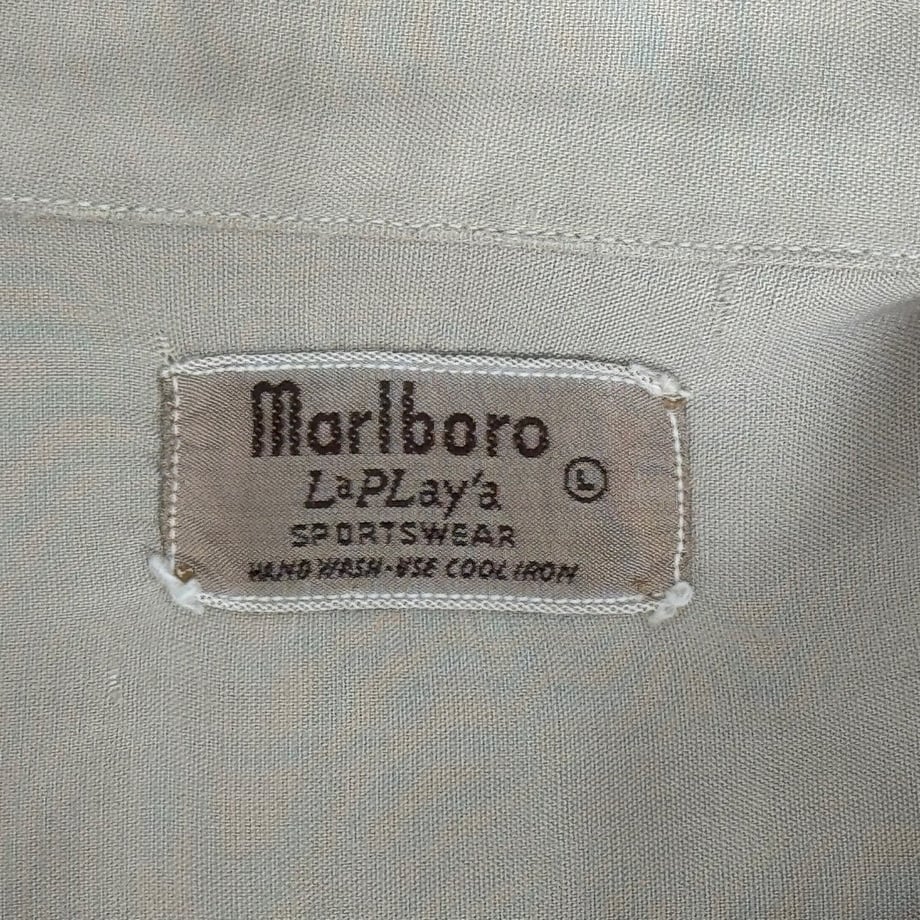 Marlboro
LaPLay'a
L
SPORTSWEAR
HAND WASH · USE COOL IRON